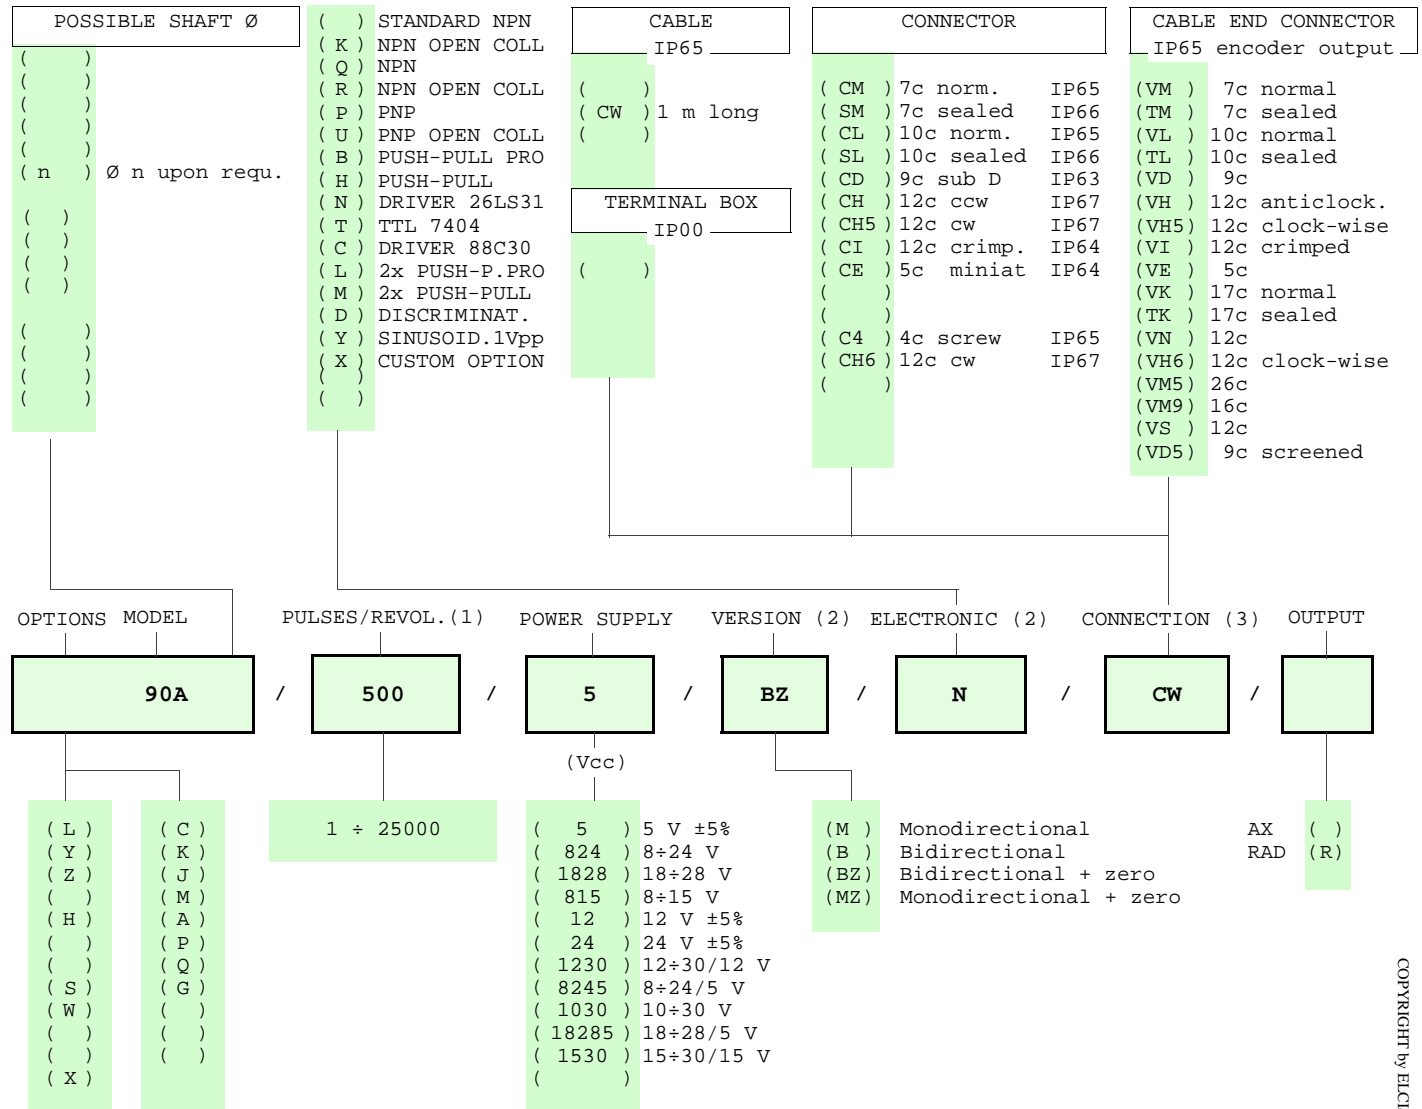 POSSIBLE SHAFT Ø
( )
( )
( )
( )
( )
( n ) Ø n upon requ.
( )
( )
( )
( )
( )
( )
( )
( )
( ) STANDARD NPN
( K ) NPN OPEN COLL
( Q ) NPN
( R ) NPN OPEN COLL
( P ) PNP
( U ) PNP OPEN COLL
( B ) PUSH-PULL PRO
( H ) PUSH-PULL
( N ) DRIVER 26LS31
( T ) TTL 7404
( C ) DRIVER 88C30
( L ) 2x PUSH-P.PRO
( M ) 2x PUSH-PULL
( D ) DISCRIMINAT.
( Y ) SINUSOID.1Vpp
( X ) CUSTOM OPTION
( )
( )
CABLE
IP65
( )
( CW ) 1 m long
( )
TERMINAL BOX
IP00
( )
CONNECTOR
( CM ) 7c norm. IP65
( SM ) 7c sealed IP66
( CL ) 10c norm. IP65
( SL ) 10c sealed IP66
( CD ) 9c sub D IP63
( CH ) 12c ccw IP67
( CH5 ) 12c cw IP67
( CI ) 12c crimp. IP64
( CE ) 5c miniat IP64
( )
( )
( C4 ) 4c screw IP65
( CH6 ) 12c cw IP67
( )
CABLE END CONNECTOR
IP65 encoder output
(VM ) 7c normal
(TM ) 7c sealed
(VL ) 10c normal
(TL ) 10c sealed
(VD ) 9c
(VH ) 12c anticlock.
(VH5) 12c clock-wise
(VI ) 12c crimped
(VE ) 5c
(VK ) 17c normal
(TK ) 17c sealed
(VN ) 12c
(VH6) 12c clock-wise
(VM5) 26c
(VM9) 16c
(VS ) 12c
(VD5) 9c screened
OPTIONS MODEL PULSES/REVOL.(1) POWER SUPPLY VERSION (2) ELECTRONIC (2) CONNECTION (3) OUTPUT
90A / 500 / 5 / BZ / N / CW /
(Vcc)
( L )
( Y )
( Z )
( )
( H )
( )
( )
( S )
( W )
( )
( )
( X )
( C )
( K )
( J )
( M )
( A )
( P )
( Q )
( G )
( )
( )
( )
1 ÷ 25000
( 5 ) 5 V ±5%
( 824 ) 8÷24 V
( 1828 ) 18÷28 V
( 815 ) 8÷15 V
( 12 ) 12 V ±5%
( 24 ) 24 V ±5%
( 1230 ) 12÷30/12 V
( 8245 ) 8÷24/5 V
( 1030 ) 10÷30 V
( 18285 ) 18÷28/5 V
( 1530 ) 15÷30/15 V
( )
(M ) Monodirectional
(B ) Bidirectional
(BZ) Bidirectional + zero
(MZ) Monodirectional + zero
AX ( )
RAD (R)
COPYRIGHT by ELCI